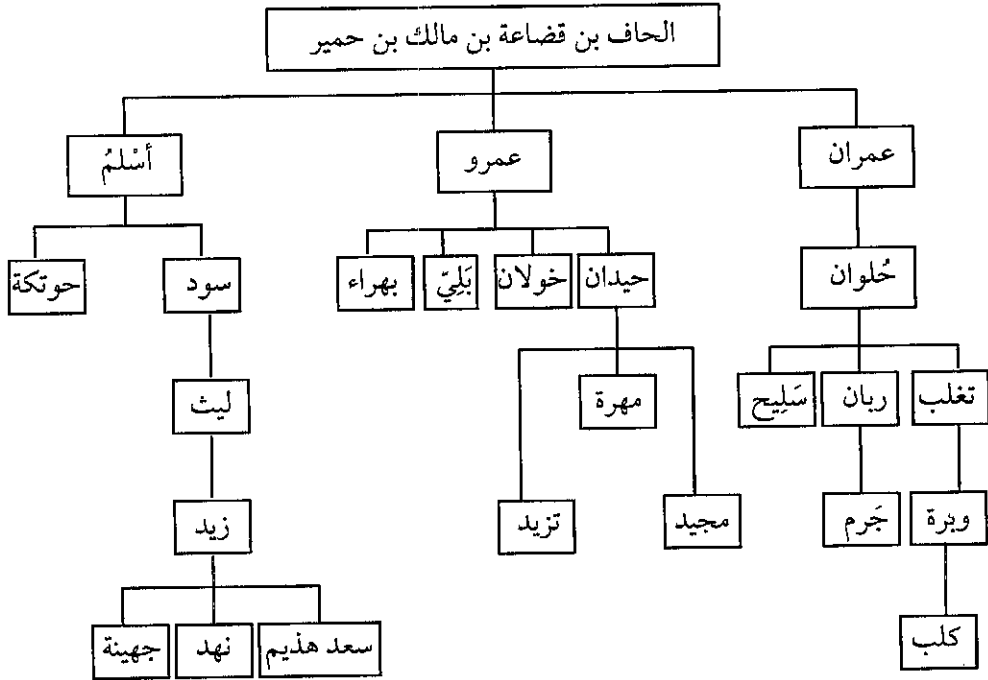 الحاف بن قضاعة بن مالك بن حمير
عمران
عمرو
أسْلمُ
حُلوان
حيدان
خولان
بَلِيّ
بهراء
سود
حوتكة
تغلب
ربان
سَلِيح
مهرة
ليث
وبرة
جَرم
مجيد
تزيد
زيد
كلب
سعد هذيم
نهد
جهينة